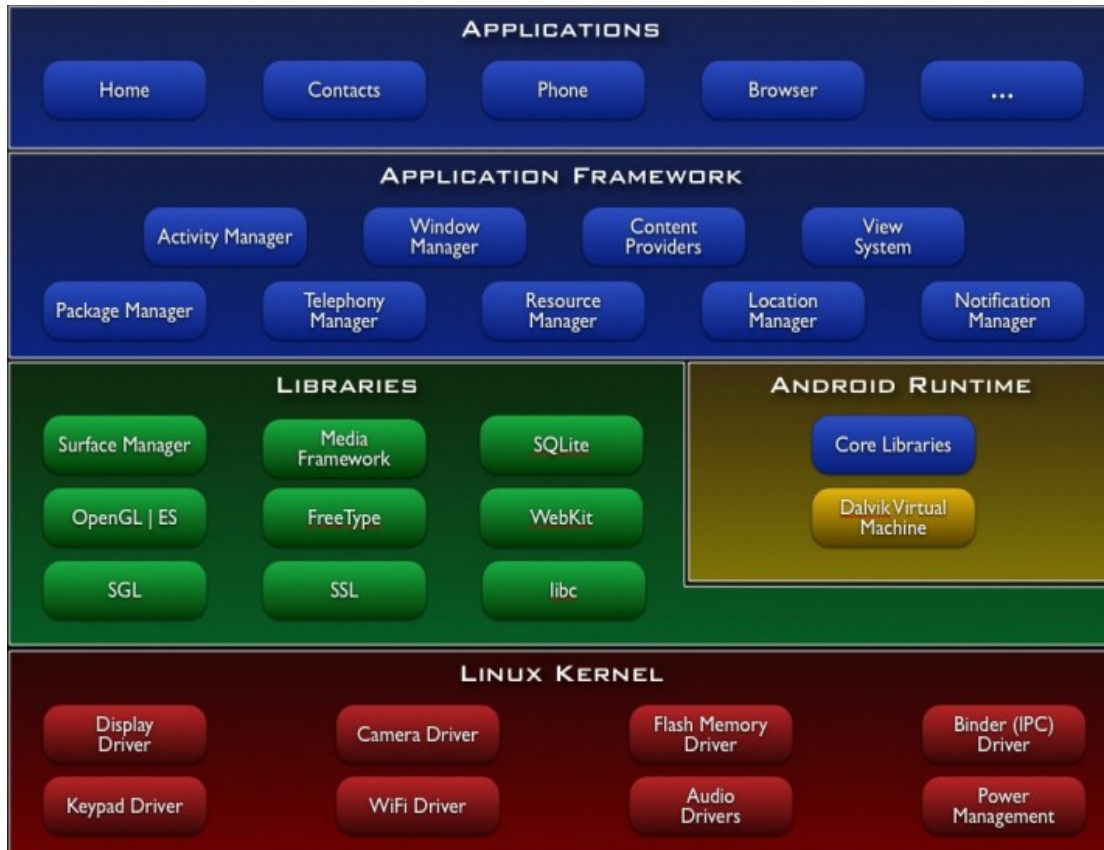 APPLICATIONS
Home
Contacts
Phone
Browser
...
APPLICATION FRAMEWORK
Activity Manager
Window
Manager
Content
Providers
View
System
Package Manager
Telephony
Manager
Resource
Manager
Location
Manager
Notification
Manager
LIBRARIES
Surface Manager
Media
Framework
SQLite
OpenGL | ES
FreeType
WebKit
SGL
SSL
libc
ANDROID RUNTIME
Core Libraries
Dalvik Virtual
Machine
LINUX KERNEL
Display
Driver
Camera Driver
Flash Memory
Driver
Binder (IPC)
Driver
Keypad Driver
WiFi Driver
Audio
Drivers
Power
Management